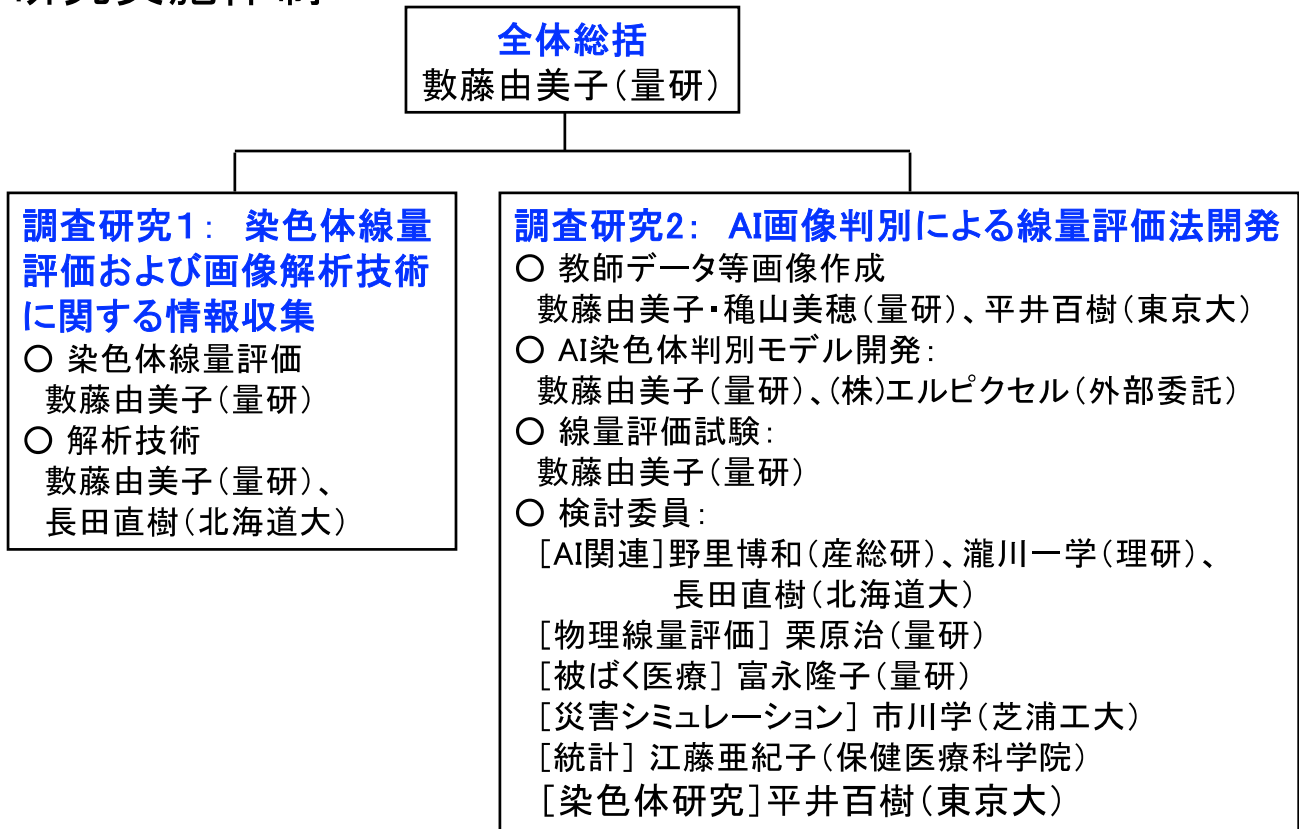 研究実施体制
全体総括
數藤由美子(量研)
調査研究1: 染色体線量
評価および画像解析技術
に関する情報収集
○ 染色体線量評価
數藤由美子(量研)
○ 解析技術
數藤由美子(量研)、
長田直樹(北海道大)
調査研究2: AI画像判別による線量評価法開発
○ 教師データ等画像作成
數藤由美子・穐山美穂(量研)、平井百樹(東京大)
○ AI染色体判別モデル開発:
數藤由美子(量研)、(株)エルピクセル(外部委託)
○ 線量評価試験:
數藤由美子(量研)
○ 検討委員:
[AI関連]野里博和(産総研)、瀧川一学(理研)、
長田直樹(北海道大)
[物理線量評価] 栗原治(量研)
[被ばく医療] 富永隆子(量研)
[災害シミュレーション] 市川学(芝浦工大)
[統計] 江藤亜紀子(保健医療科学院)
[染色体研究]平井百樹(東京大)